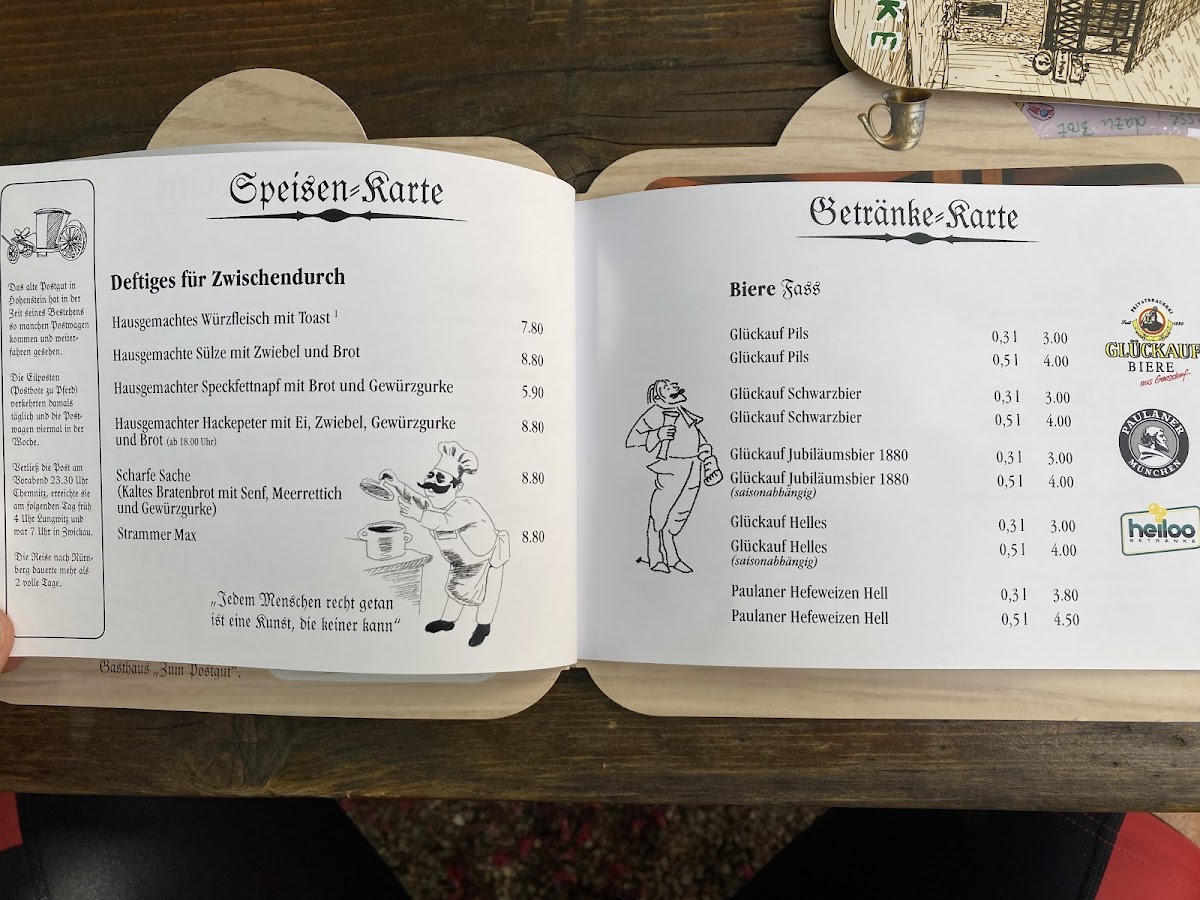 KE
sse, dazu Brot
Speisen=Karte
Das alte Postgut in
Hohenstein hat in der
Zeit seines Bestehens
so manchen Postwagen
kommen und weiter-
fahren gesehen.
Die Eilposten
(Postbote zu Pferd)
verkehrten damals
täglich und die Post-
wagen viermal in der
Woche.
Verließ die Post am
Vorabend 23.30 Uhr
Chemnitz, erreichte sie
am folgenden Tag früh
4 Uhr Lungwitz und
war 7 Uhr in Zwickau.
Die Reise nach Nürn-
berg dauerte mehr als
2 volle Tage.
Deftiges für Zwischendurch
Hausgemachtes Würzfleisch mit Toast 1 7.80
Hausgemachte Sülze mit Zwiebel und Brot 8.80
Hausgemachter Speckfettnapf mit Brot und Gewürzgurke 5.90
Hausgemachter Hackepeter mit Ei, Zwiebel, Gewürzgurke 8.80
und Brot (ab 18.00 Uhr)
Scharfe Sache 8.80
(Kaltes Bratenbrot mit Senf, Meerrettich
und Gewürzgurke)
Strammer Max 8.80
„Jedem Menschen recht getan
ist eine Kunst, die keiner kann“
Gasthaus „Zum Postgut“.
Getränke=Karte
Biere Fass
Glückauf Pils 0,3 l 3.00
Glückauf Pils 0,5 l 4.00
Glückauf Schwarzbier 0,3 l 3.00
Glückauf Schwarzbier 0,5 l 4.00
Glückauf Jubiläumsbier 1880 0,3 l 3.00
Glückauf Jubiläumsbier 1880 0,5 l 4.00
(saisonabhängig)
Glückauf Helles 0,3 l 3.00
Glückauf Helles 0,5 l 4.00
(saisonabhängig)
Paulaner Hefeweizen Hell 0,3 l 3.80
Paulaner Hefeweizen Hell 0,5 l 4.50
PRIVATBRAUEREI
Seit 1880
GLÜCKAUF
BIERE
aus Gersdorf
PAULANER
MÜNCHEN
heiloo
GETRÄNKE